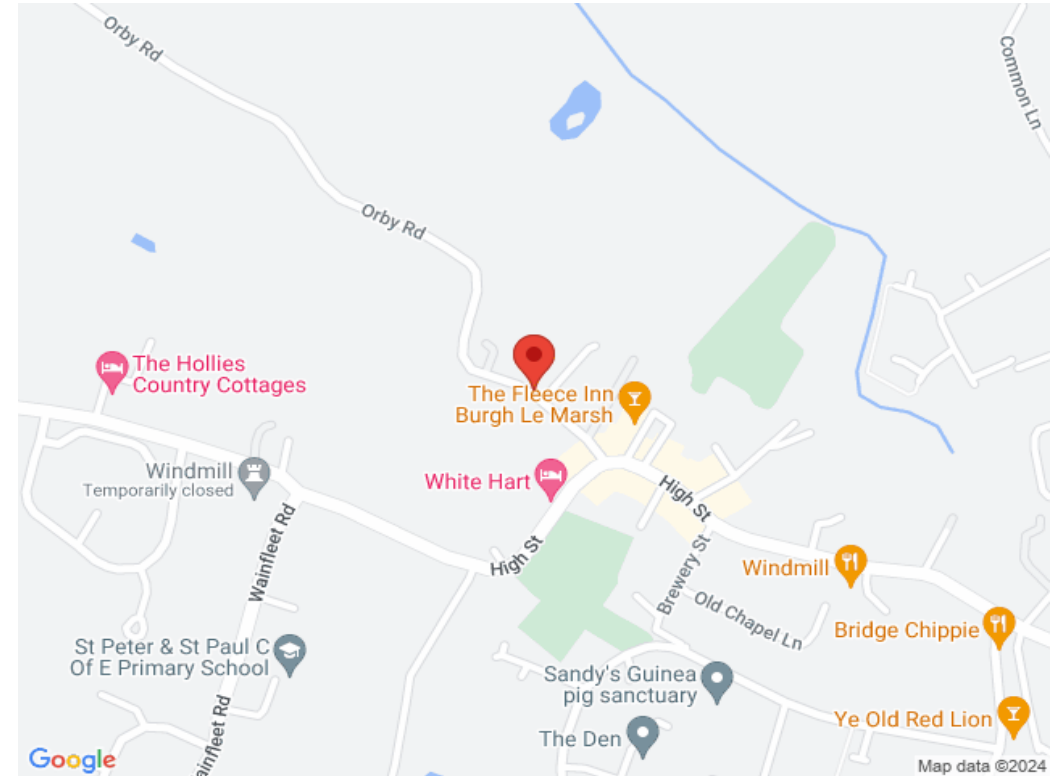 Orby Rd
Common Ln
Orby Rd
The Hollies
Country Cottages
The Fleece Inn
Burgh Le Marsh
Windmill
Temporarily closed
White Hart
High St
Wainfleet Rd
High St
Brewery St
Windmill
Old Chapel Ln
Bridge Chippie
St Peter & St Paul C
Of E Primary School
Sandy's Guinea
pig sanctuary
Ye Old Red Lion
The Den
ainfleet Rd
Google
Map data ©2024